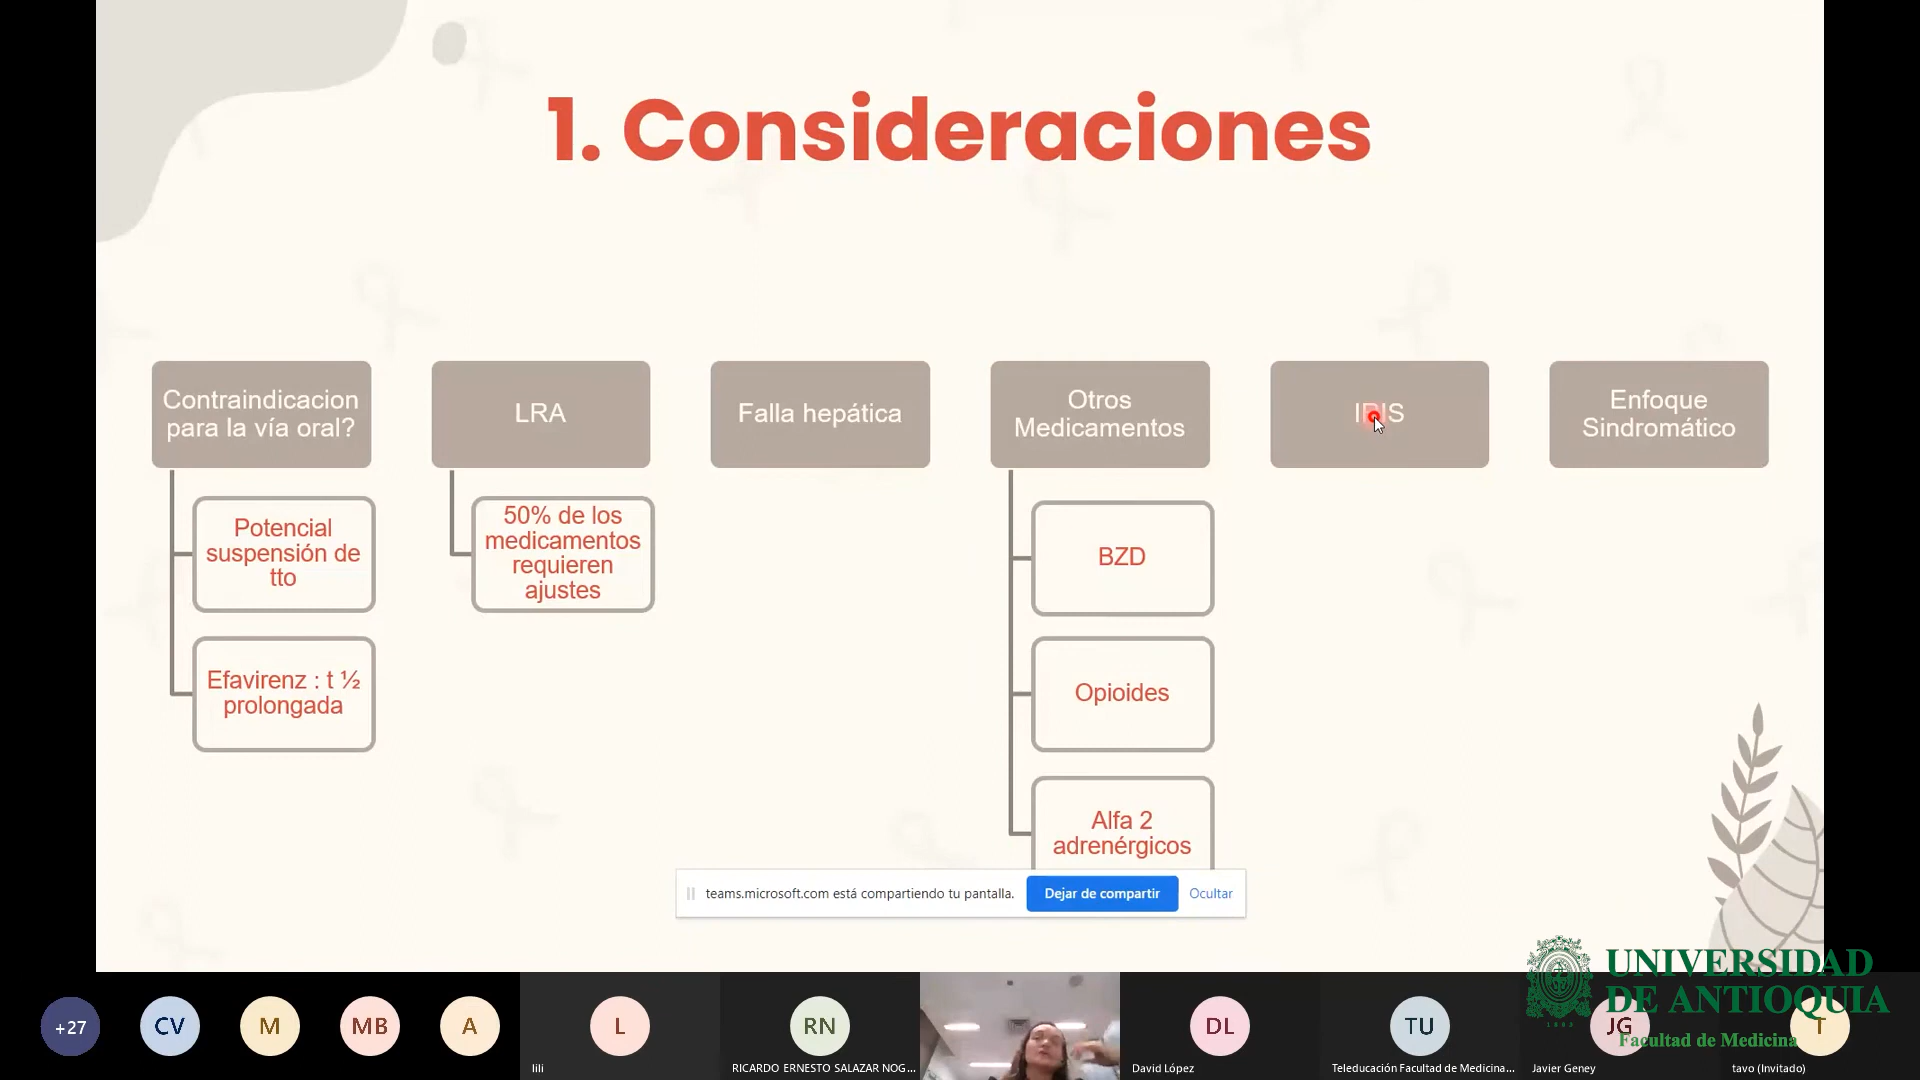 1. Consideraciones
Contraindicacion
para la vía oral?
Potencial
suspensión de
tto
Efavirenz : t ½
prolongada
LRA
50% de los
medicamentos
requieren
ajustes
Falla hepática
Otros
Medicamentos
BZD
Opioides
Alfa 2
adrenérgicos
IRIS
Enfoque
Sindromático
teams.microsoft.com está compartiendo tu pantalla.
Dejar de compartir
Ocultar
+27
CV
M
MB
A
L
lili
RN
RICARDO ERNESTO SALAZAR NOG...
DL
David López
TU
Teleducación Facultad de Medicina...
JG
Javier Geney
T
tavo (Invitado)
UNIVERSIDAD
DE ANTIOQUIA
1803
Facultad de Medicina